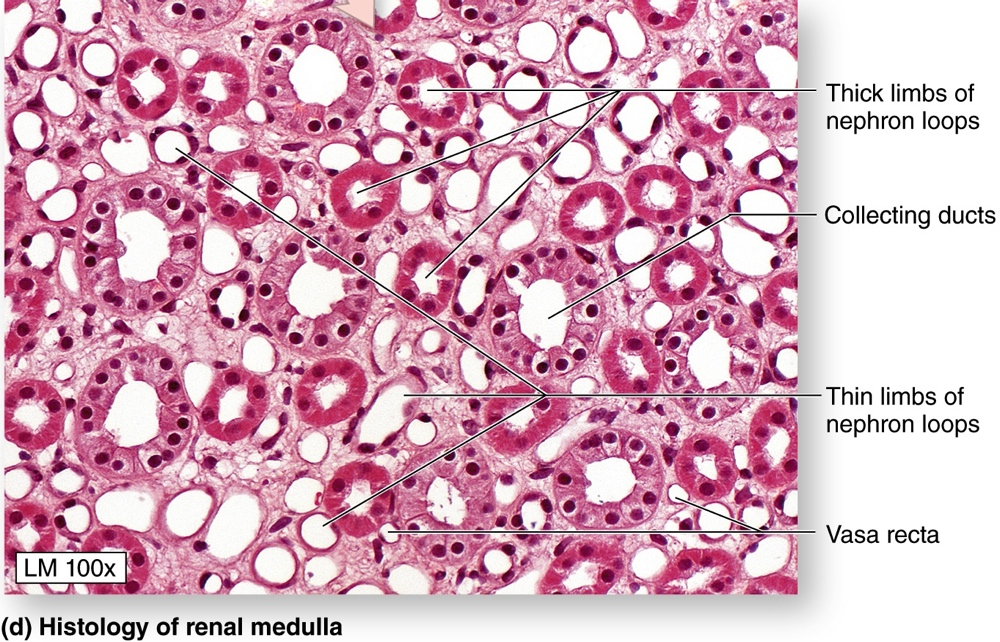 Thick limbs of
nephron loops
Collecting ducts
Thin limbs of
nephron loops
Vasa recta
LM 100x
(d) Histology of renal medulla